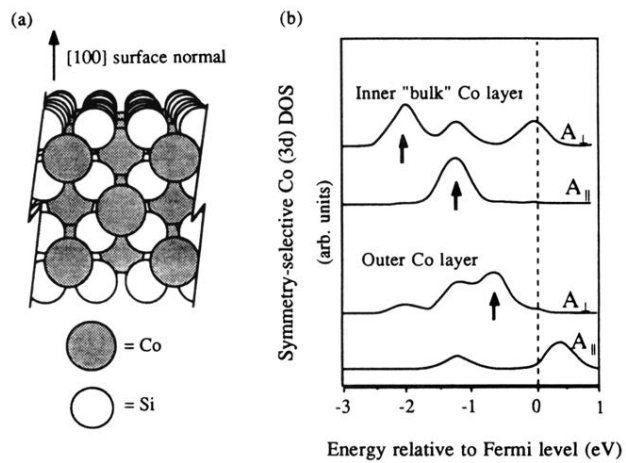 (a)
[100] surface normal
= Co
= Si
(b)
Symmetry-selective Co (3d) DOS
(arb. units)
Inner "bulk" Co layer
A⊥
A||
Outer Co layer
A⊥
A||
-3 -2 -1 0 1
Energy relative to Fermi level (eV)